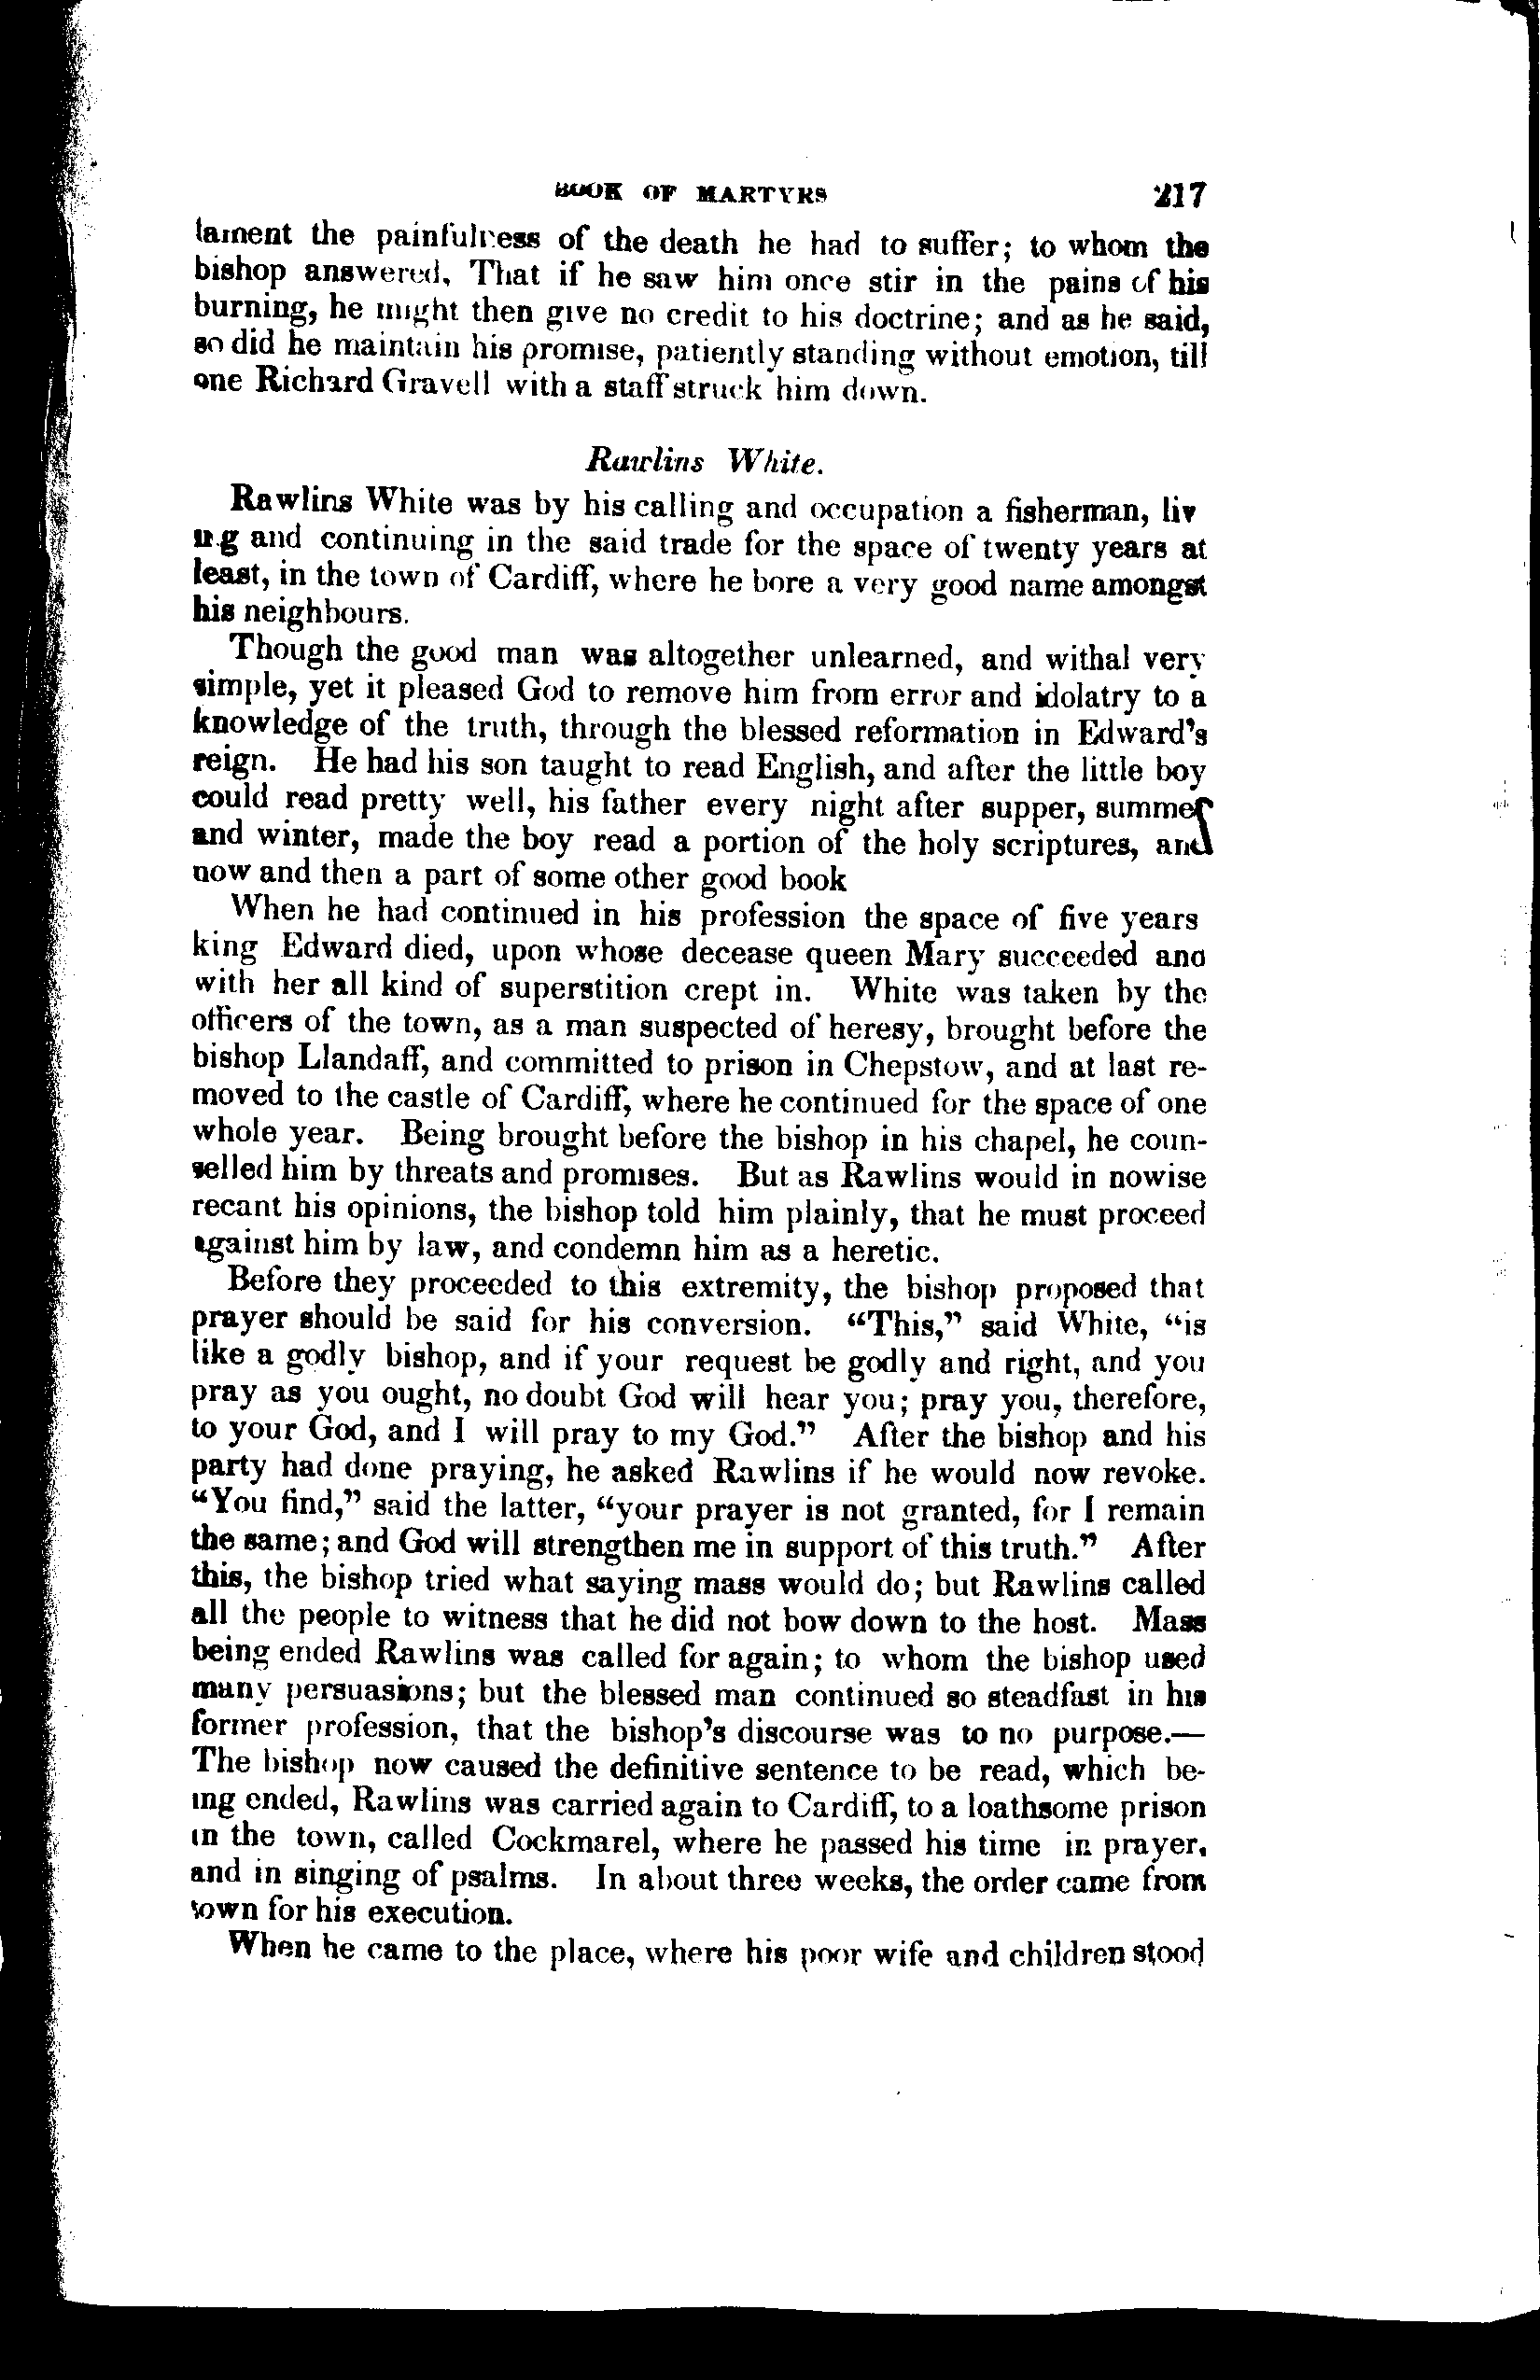 BOOK OF MARTYRS 217
lament the painfulness of the death he had to suffer; to whom the
bishop answered, That if he saw him once stir in the pains of his
burning, he might then give no credit to his doctrine; and as he said,
so did he maintain his promise, patiently standing without emotion, till
one Richard Gravell with a staff struck him down.
Rawlins White.
Rawlins White was by his calling and occupation a fisherman, liv
ing and continuing in the said trade for the space of twenty years at
least, in the town of Cardiff, where he bore a very good name amongst
his neighbours.
Though the good man was altogether unlearned, and withal very
simple, yet it pleased God to remove him from error and idolatry to a
knowledge of the truth, through the blessed reformation in Edward's
reign. He had his son taught to read English, and after the little boy
could read pretty well, his father every night after supper, summer
and winter, made the boy read a portion of the holy scriptures, and
now and then a part of some other good book
When he had continued in his profession the space of five years
king Edward died, upon whose decease queen Mary succeeded and
with her all kind of superstition crept in. White was taken by the
officers of the town, as a man suspected of heresy, brought before the
bishop Llandaff, and committed to prison in Chepstow, and at last re-
moved to the castle of Cardiff, where he continued for the space of one
whole year. Being brought before the bishop in his chapel, he coun-
selled him by threats and promises. But as Rawlins would in nowise
recant his opinions, the bishop told him plainly, that he must proceed
against him by law, and condemn him as a heretic.
Before they proceeded to this extremity, the bishop proposed that
prayer should be said for his conversion. "This," said White, "is
like a godly bishop, and if your request be godly and right, and you
pray as you ought, no doubt God will hear you; pray you, therefore,
to your God, and I will pray to my God." After the bishop and his
party had done praying, he asked Rawlins if he would now revoke.
"You find," said the latter, "your prayer is not granted, for I remain
the same; and God will strengthen me in support of this truth." After
this, the bishop tried what saying mass would do; but Rawlins called
all the people to witness that he did not bow down to the host. Mass
being ended Rawlins was called for again; to whom the bishop used
many persuasions; but the blessed man continued so steadfast in his
former profession, that the bishop's discourse was to no purpose.—
The bishop now caused the definitive sentence to be read, which be-
ing ended, Rawlins was carried again to Cardiff, to a loathsome prison
in the town, called Cockmarel, where he passed his time in prayer,
and in singing of psalms. In about three weeks, the order came from
town for his execution.
When he came to the place, where his poor wife and children stood